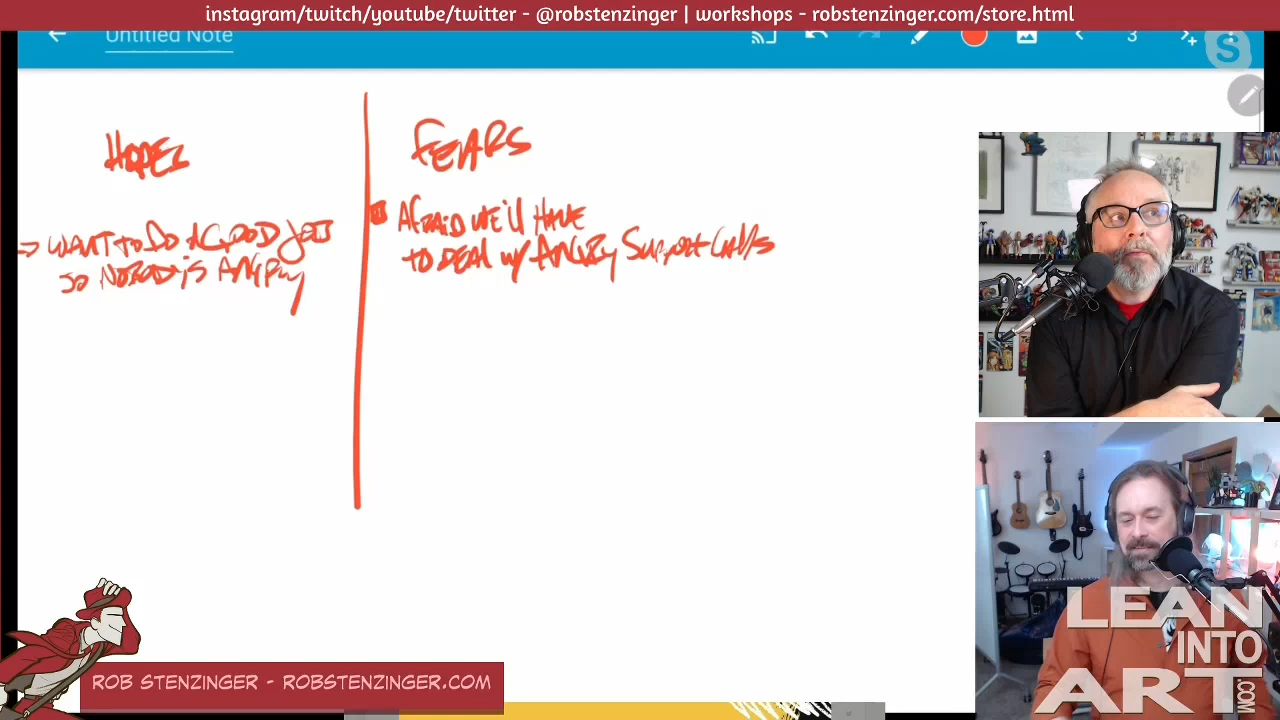 instagram/twitch/youtube/twitter - @robstenzinger | workshops - robstenzinger.com/store.html
Untitled Note
3
S
HOPES
FEARS
WANT TO DO A GOOD JOB
SO NOBODY IS ANGRY
AFRAID WE'LL HAVE
TO DEAL w/ ANGRY SUPPORT CALLS
LEAN
INTO
ART
.COM
ROB STENZINGER - ROBSTENZINGER.COM